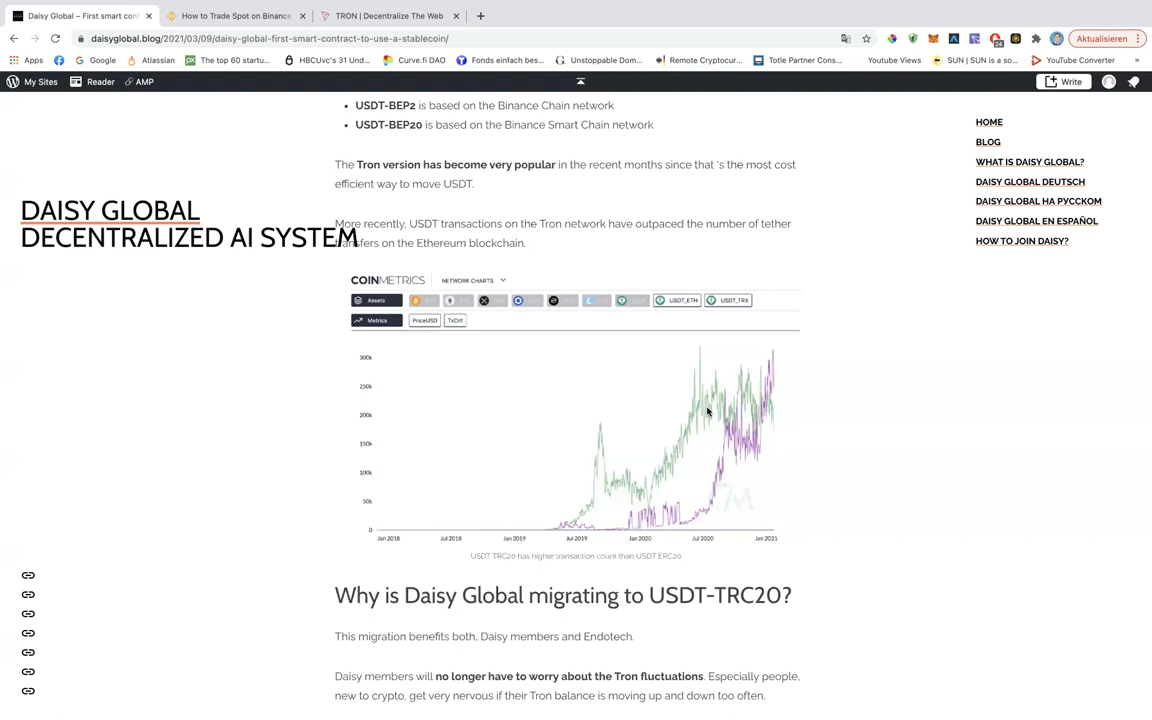 Daisy Global – First smart con
How to Trade Spot on Binance
TRON | Decentralize The Web
daisyglobal.blog/2021/03/09/daisy-global-first-smart-contract-to-use-a-stablecoin/
24
Aktualisieren
Apps
Google
Atlassian
The top 60 startu...
HBCUvc's 31 Und...
Curve.fi DAO
Fonds einfach bes...
Unstoppable Dom...
Remote Cryptocur...
Totle Partner Cons...
Youtube Views
SUN | SUN is a so...
YouTube Converter
»
My Sites
Reader
AMP
Write
• USDT-BEP2 is based on the Binance Chain network
• USDT-BEP20 is based on the Binance Smart Chain network
The Tron version has become very popular in the recent months since that 's the most cost
efficient way to move USDT.
More recently, USDT transactions on the Tron network have outpaced the number of tether
transfers on the Ethereum blockchain.
DAISY GLOBAL
DECENTRALIZED AI SYSTEM
HOME
BLOG
WHAT IS DAISY GLOBAL?
DAISY GLOBAL DEUTSCH
DAISY GLOBAL НА РУССКОМ
DAISY GLOBAL EN ESPAÑOL
HOW TO JOIN DAISY?
COINMETRICS
NETWORK CHARTS
Assets
USDT_ETH
USDT_TRX
Metrics
PriceUSD
TxCnt
300k
250k
200k
150k
100k
50k
0
Jan 2018
Jul 2018
Jan 2019
Jul 2019
Jan 2020
Jul 2020
Jan 2021
USDT TRC20 has higher transaction count than USDT ERC20
Why is Daisy Global migrating to USDT-TRC20?
This migration benefits both, Daisy members and Endotech.
Daisy members will no longer have to worry about the Tron fluctuations. Especially people,
new to crypto, get very nervous if their Tron balance is moving up and down too often.